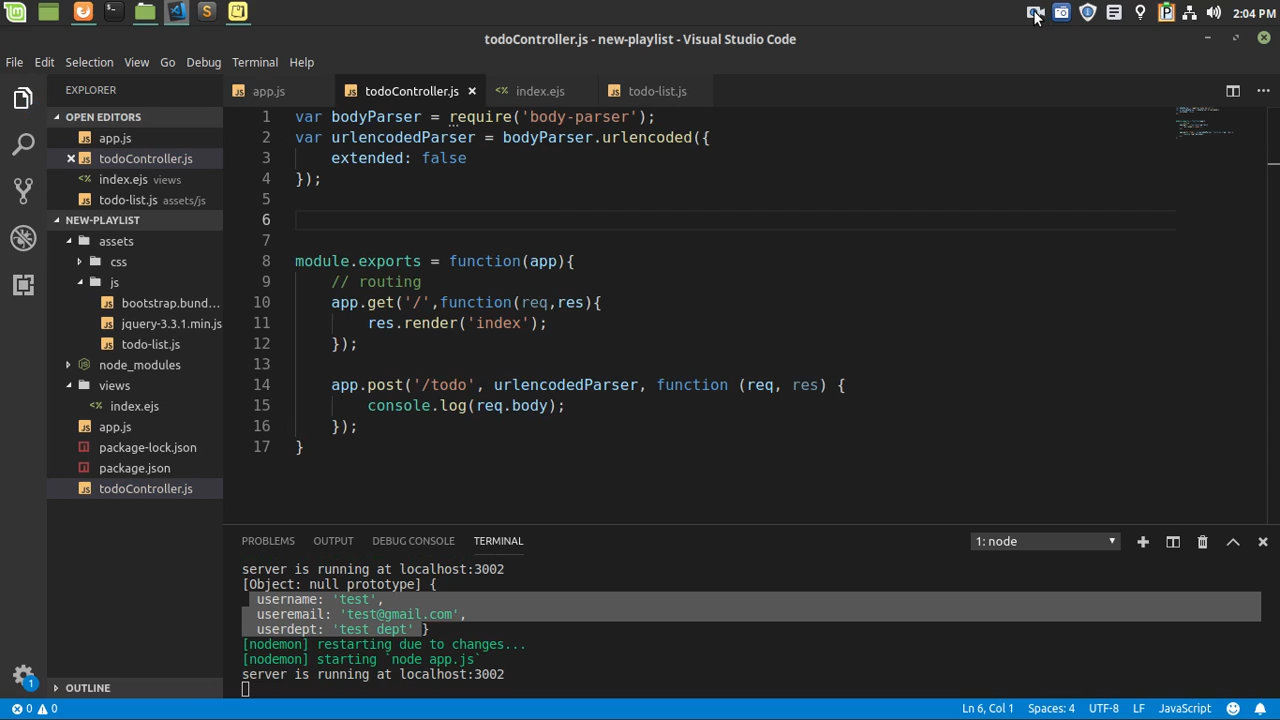 2:04 PM
todoController.js - new-playlist - Visual Studio Code
File Edit Selection View Go Debug Terminal Help
EXPLORER
OPEN EDITORS
app.js
todoController.js
index.ejs views
todo-list.js assets/js
NEW-PLAYLIST
assets
css
js
bootstrap.bund...
jquery-3.3.1.min.js
todo-list.js
node_modules
views
index.ejs
app.js
package-lock.json
package.json
todoController.js
OUTLINE
app.js todoController.js index.ejs todo-list.js
1 var bodyParser = require('body-parser');
2 var urlencodedParser = bodyParser.urlencoded({
3 extended: false
4 });
5
6
7
8 module.exports = function(app){
9 // routing
10 app.get('/',function(req,res){
11 res.render('index');
12 });
13
14 app.post('/todo', urlencodedParser, function (req, res) {
15 console.log(req.body);
16 });
17 }
PROBLEMS OUTPUT DEBUG CONSOLE TERMINAL 1: node
server is running at localhost:3002
[Object: null prototype] {
username: 'test',
useremail: 'test@gmail.com',
userdept: 'test dept' }
[nodemon] restarting due to changes...
[nodemon] starting `node app.js`
server is running at localhost:3002
1
0 0 Ln 6, Col 1 Spaces: 4 UTF-8 LF JavaScript